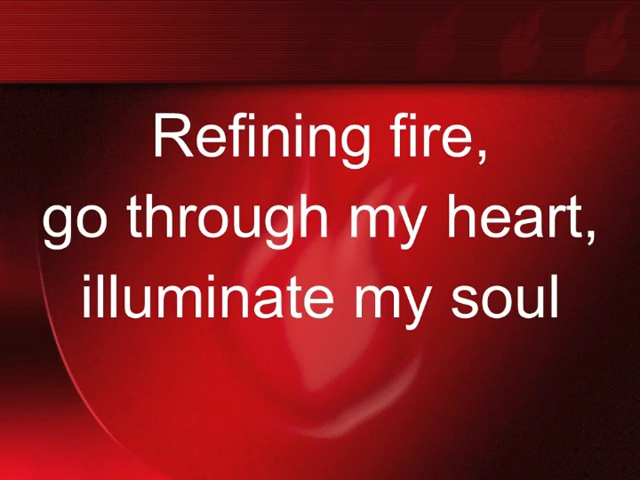 Refining fire,
go through my heart,
illuminate my soul